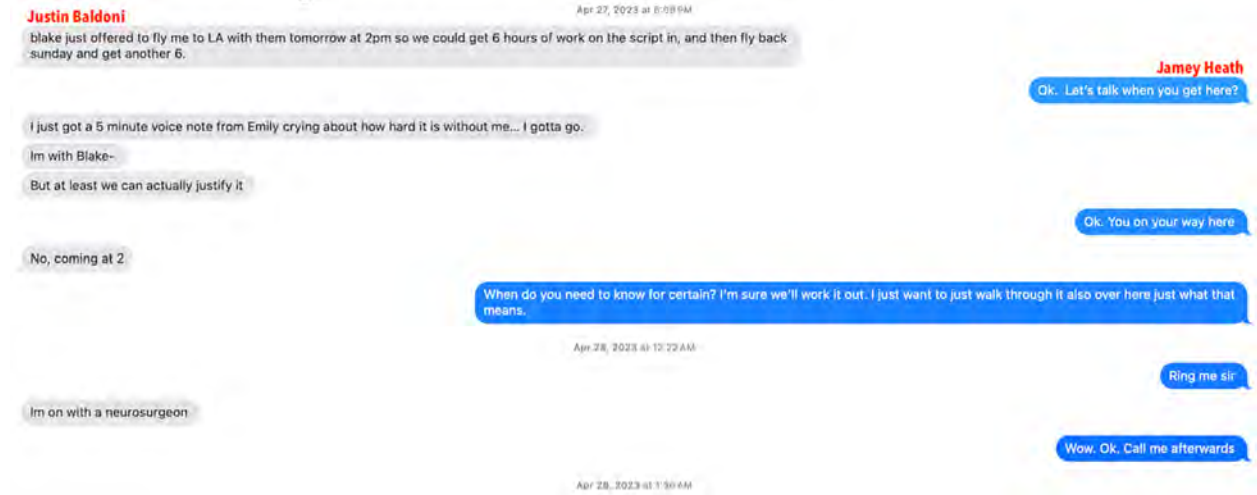 Apr 27, 2023 at
Justin Baldoni
blake just offered to fly me to LA with them tomorrow at 2pm so we could get 6 hours of work on the script in, and then fly back
sunday and get another 6.
Jamey Heath
Ok. Let's talk when you get here?
I just got a 5 minute voice note from Emily crying about how hard it is without me... I gotta go.
Im with Blake-
But at least we can actually justify it
Ok. You on your way here
No, coming at 2
When do you need to know for certain? I'm sure we'll work it out. I just want to just walk through it also over here just what that
means.
Apr 28, 2023 at 12:22 AM
Ring me sir
Im on with a neurosurgeon
Wow. Ok. Call me afterwards
Apr 28, 2023 at